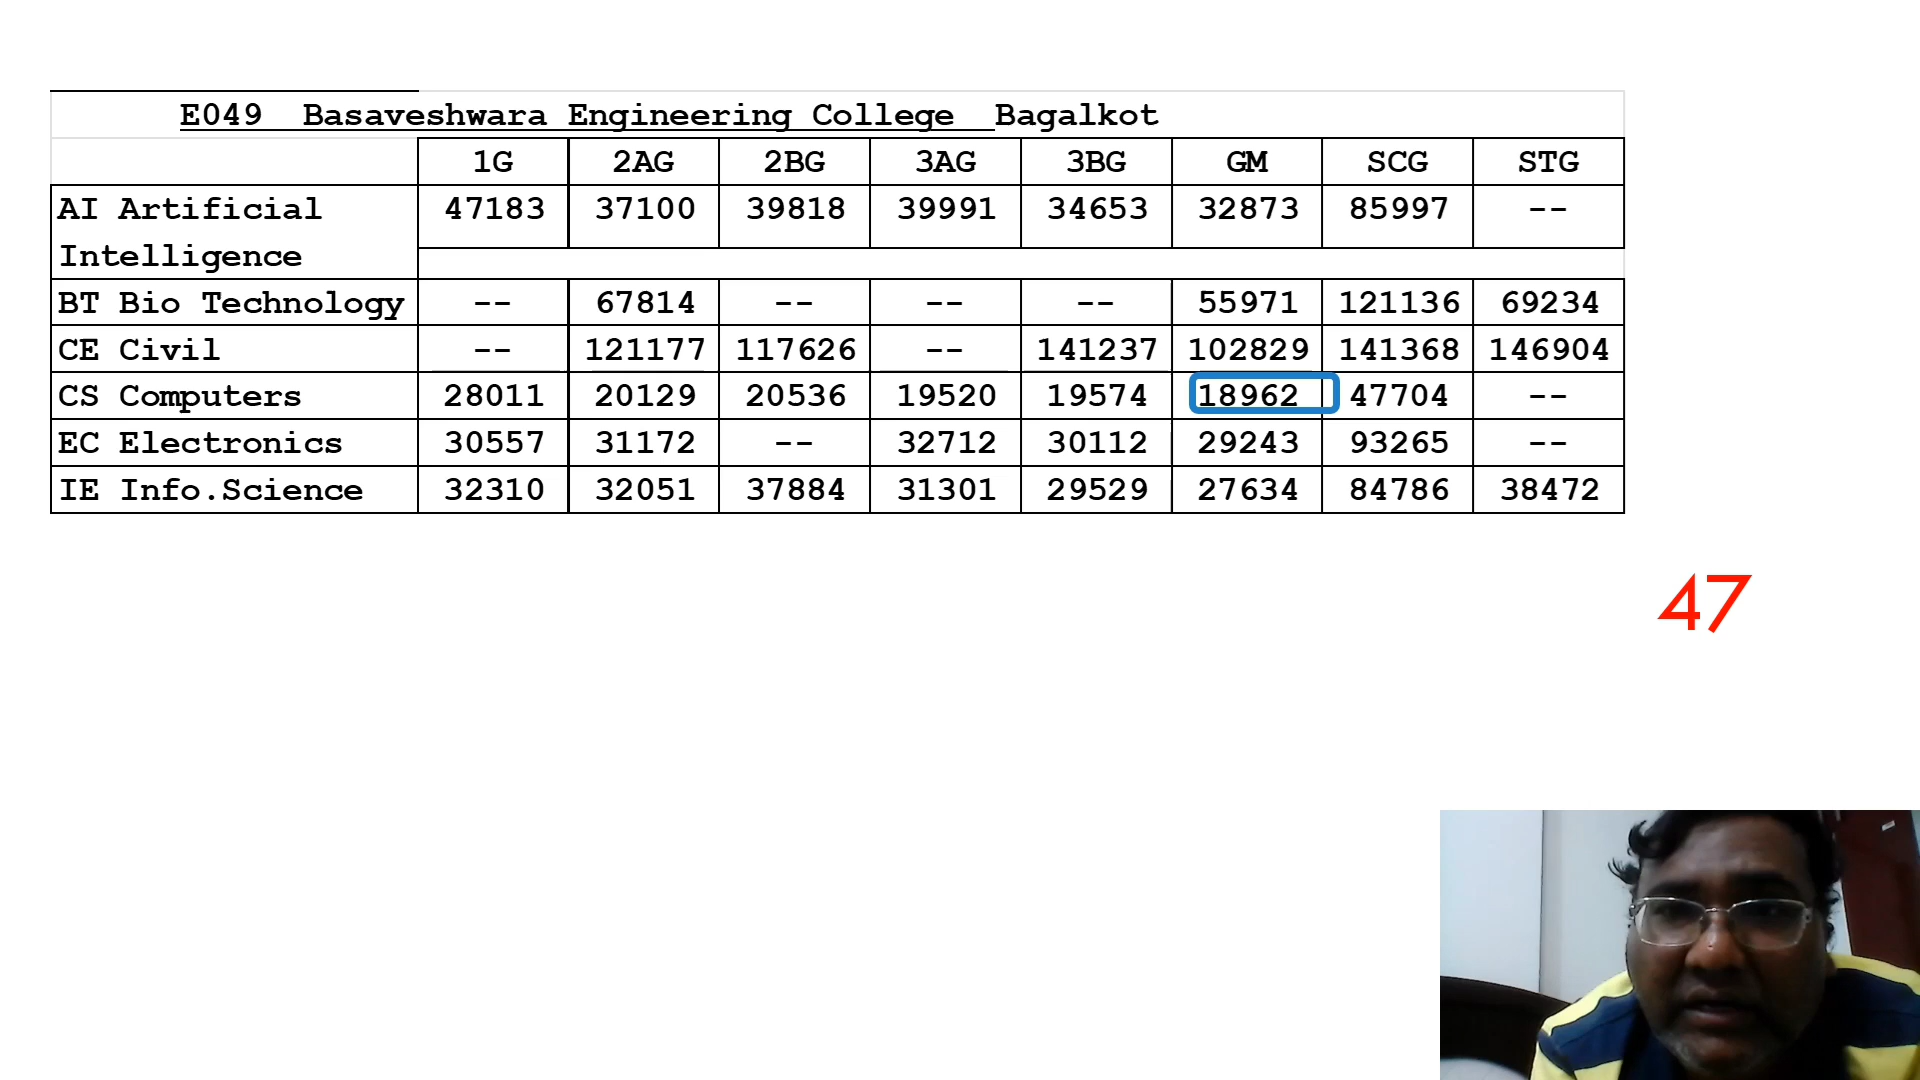 E049 Basaveshwara Engineering College Bagalkot
1G 2AG 2BG 3AG 3BG GM SCG STG
AI Artificial Intelligence 47183 37100 39818 39991 34653 32873 85997 --
BT Bio Technology -- 67814 -- -- -- 55971 121136 69234
CE Civil -- 121177 117626 -- 141237 102829 141368 146904
CS Computers 28011 20129 20536 19520 19574 18962 47704 --
EC Electronics 30557 31172 -- 32712 30112 29243 93265 --
IE Info.Science 32310 32051 37884 31301 29529 27634 84786 38472
47